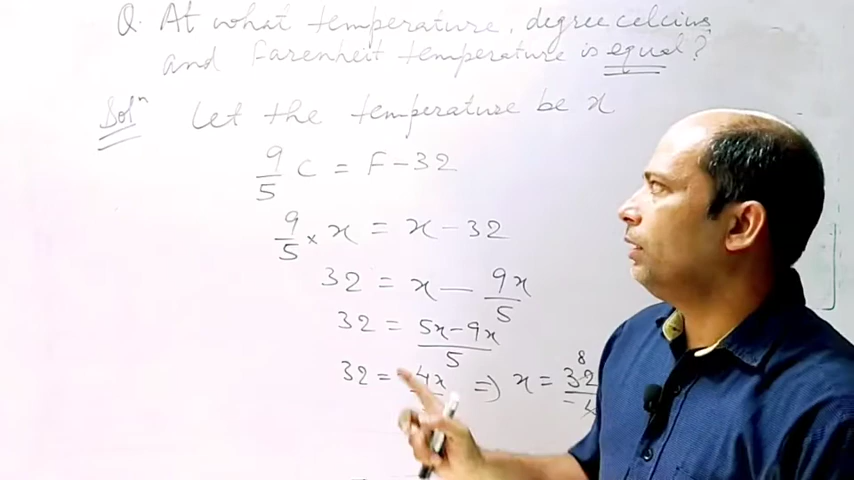 Q. At what temperature, degree celcius
and Farenheit temperature is equal?
Solⁿ Let the temperature be x
9/5 C = F - 32
9/5 × x = x - 32
32 = x - 9x/5
32 = 5x - 9x/5
32 = 4x => x = 8 32/-4